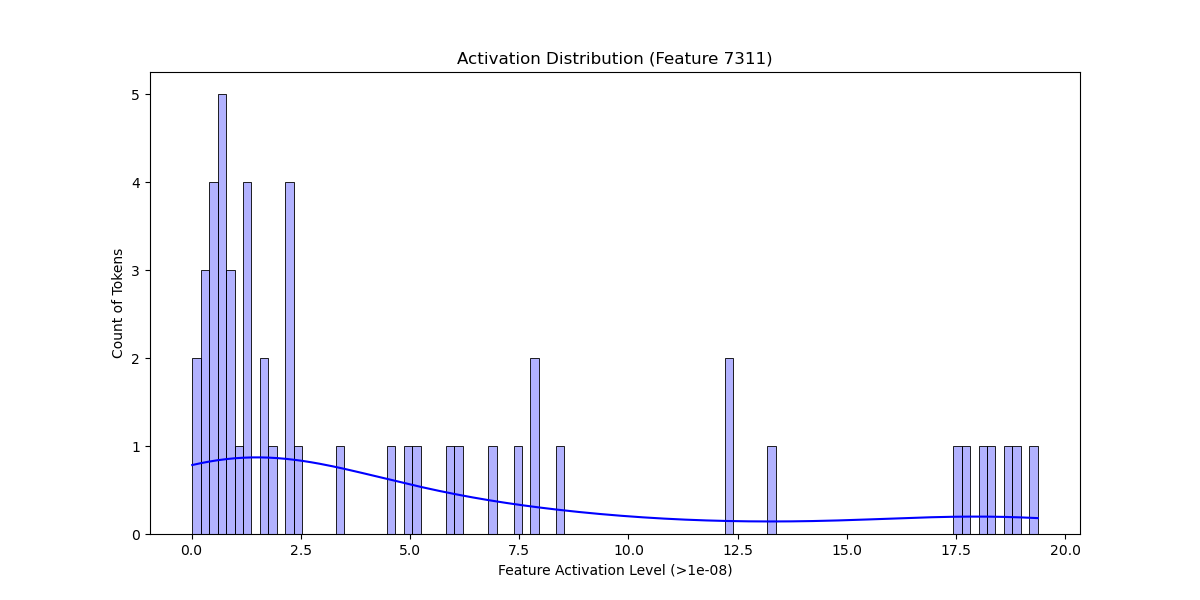 Activation Distribution (Feature 7311)
5
4
3
2
1
0
Count of Tokens
0.0 2.5 5.0 7.5 10.0 12.5 15.0 17.5 20.0
Feature Activation Level (>1e-08)